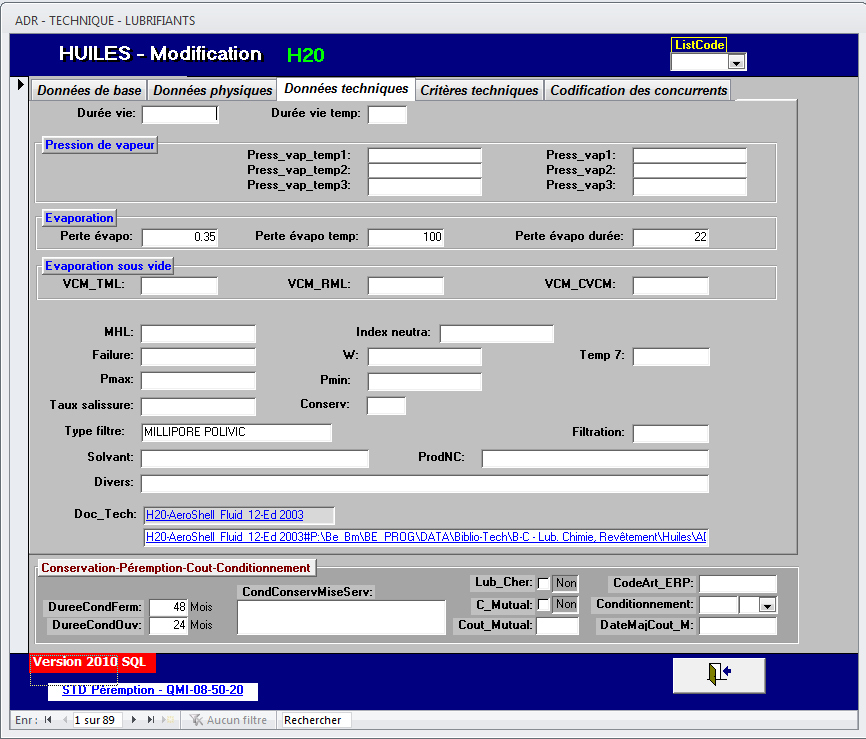 ADR - TECHNIQUE - LUBRIFIANTS
HUILES - Modification H20
ListCode
Données de base Données physiques Données techniques Critères techniques Codification des concurrents
Durée vie: Durée vie temp:
Pression de vapeur
Press_vap_temp1: Press_vap1:
Press_vap_temp2: Press_vap2:
Press_vap_temp3: Press_vap3:
Evaporation
Perte évapo: 0.35 Perte évapo temp: 100 Perte évapo durée: 22
Evaporation sous vide
VCM_TML: VCM_RML: VCM_CVCM:
MHL: Index neutra:
Failure: W: Temp 7:
Pmax: Pmin:
Taux salissure: Conserv:
Type filtre: MILLIPORE POLIVIC Filtration:
Solvant: ProdNC:
Divers:
Doc_Tech: H20-AeroShell_Fluid_12-Ed 2003
H20-AeroShell_Fluid_12-Ed 2003#P:\Be_Bm\BE_PROG\DATA\Biblio-Tech\B-C - Lub. Chimie, Revêtement\Huiles\AI
Conservation-Péremption-Cout-Conditionnement
CondConservMiseServ: Lub_Cher: Non CodeArt_ERP:
DureeCondFerm: 48 Mois C_Mutual: Non Conditionnement:
DureeCondOuv: 24 Mois Cout_Mutual: DateMajCout_M:
Version 2010 SQL
STD Péremption - QMI-08-50-20
Enr : 1 sur 89 Aucun filtre Rechercher